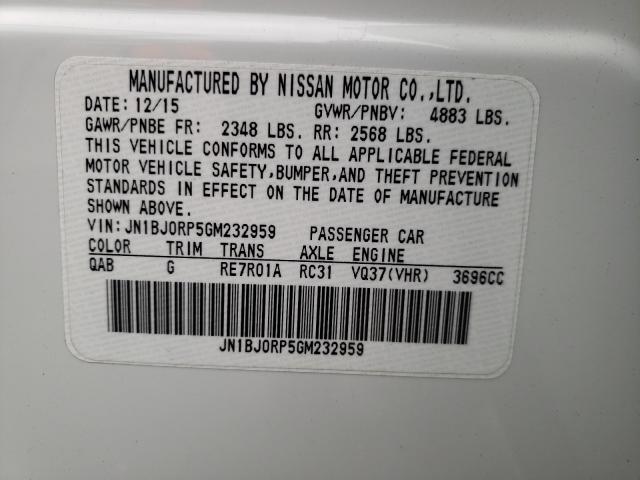 MANUFACTURED BY NISSAN MOTOR CO.,LTD.
DATE: 12/15 GVWR/PNBV: 4883 LBS.
GAWR/PNBE FR: 2348 LBS. RR: 2568 LBS.
THIS VEHICLE CONFORMS TO ALL APPLICABLE FEDERAL
MOTOR VEHICLE SAFETY,BUMPER,AND THEFT PREVENTION
STANDARDS IN EFFECT ON THE DATE OF MANUFACTURE
SHOWN ABOVE.
VIN: JN1BJ0RP5GM232959 PASSENGER CAR
COLOR TRIM TRANS AXLE ENGINE
QAB G RE7R01A RC31 VQ37(VHR) 3696CC
JN1BJ0RP5GM232959